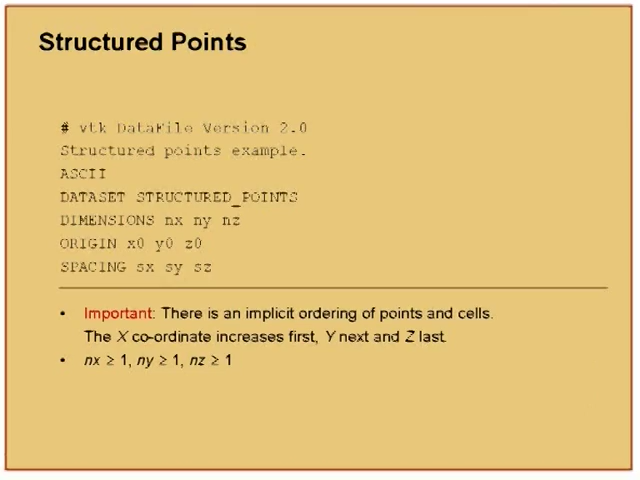 Structured Points
# vtk DataFile Version 2.0
Structured points example.
ASCII
DATASET STRUCTURED_POINTS
DIMENSIONS nx ny nz
ORIGIN x0 y0 z0
SPACING sx sy sz
• Important: There is an implicit ordering of points and cells.
The X co-ordinate increases first, Y next and Z last.
• nx ≥ 1, ny ≥ 1, nz ≥ 1